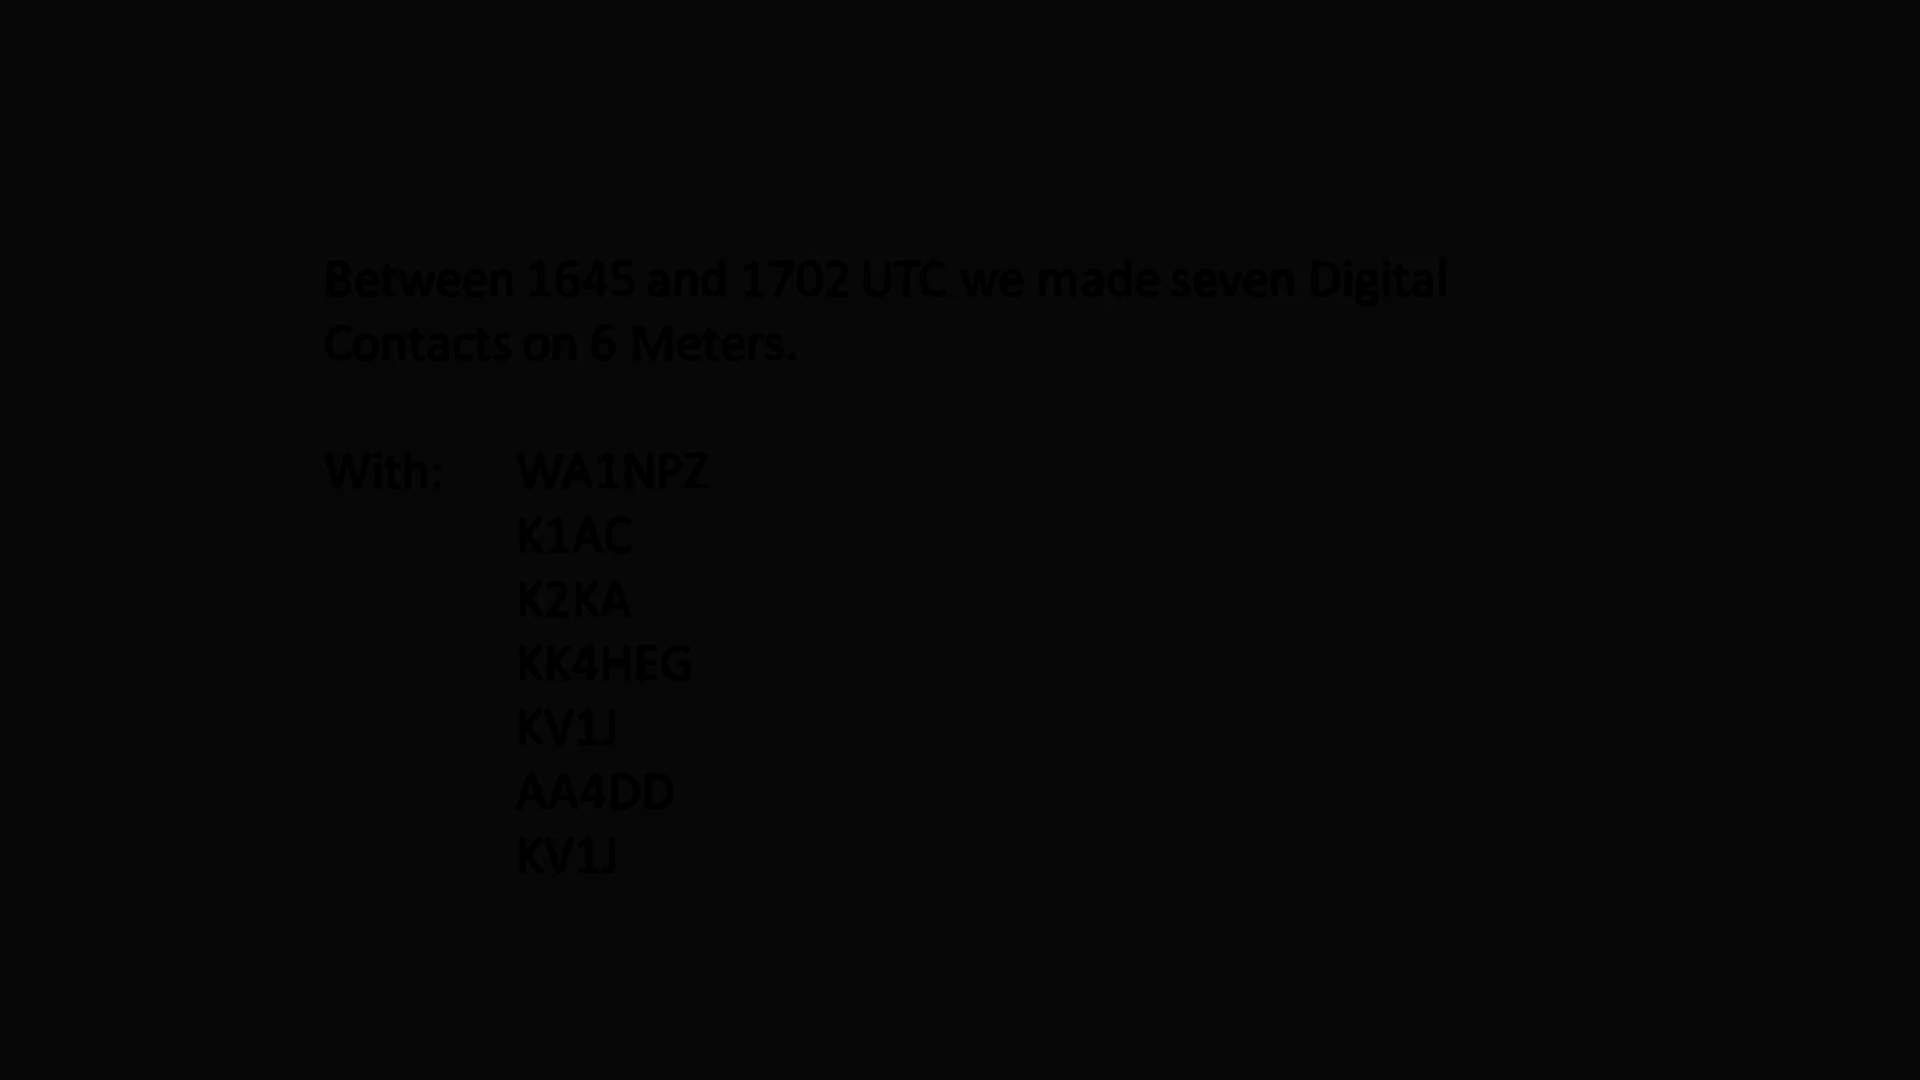 Between 1645 and 1702 UTC we made seven Digital
Contacts on 6 Meters.
With: WA1NPZ
K1AC
K2KA
KK4HEG
KV1J
AA4DD
KV1J